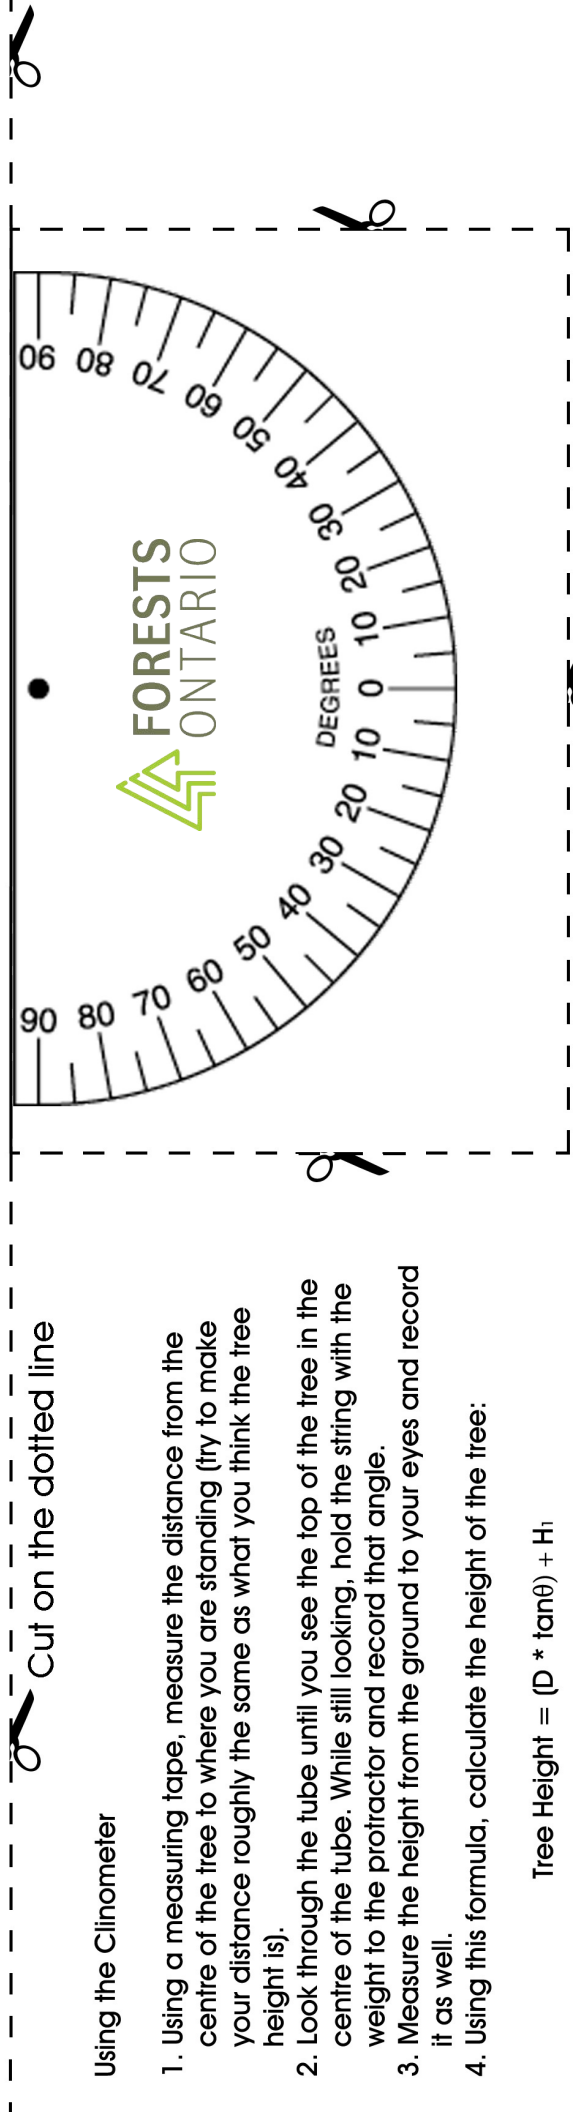 Cut on the dotted line
Using the Clinometer
1. Using a measuring tape, measure the distance from the
centre of the tree to where you are standing (try to make
your distance roughly the same as what you think the tree
height is).
2. Look through the tube until you see the top of the tree in the
centre of the tube. While still looking, hold the string with the
weight to the protractor and record that angle.
3. Measure the height from the ground to your eyes and record
it as well.
4. Using this formula, calculate the height of the tree:
Tree Height = (D * tanθ) + H₁
FORESTS
ONTARIO
DEGREES
90 80 70 60 50 40 30 20 10 0 10 20 30 40 50 60 70 80 90